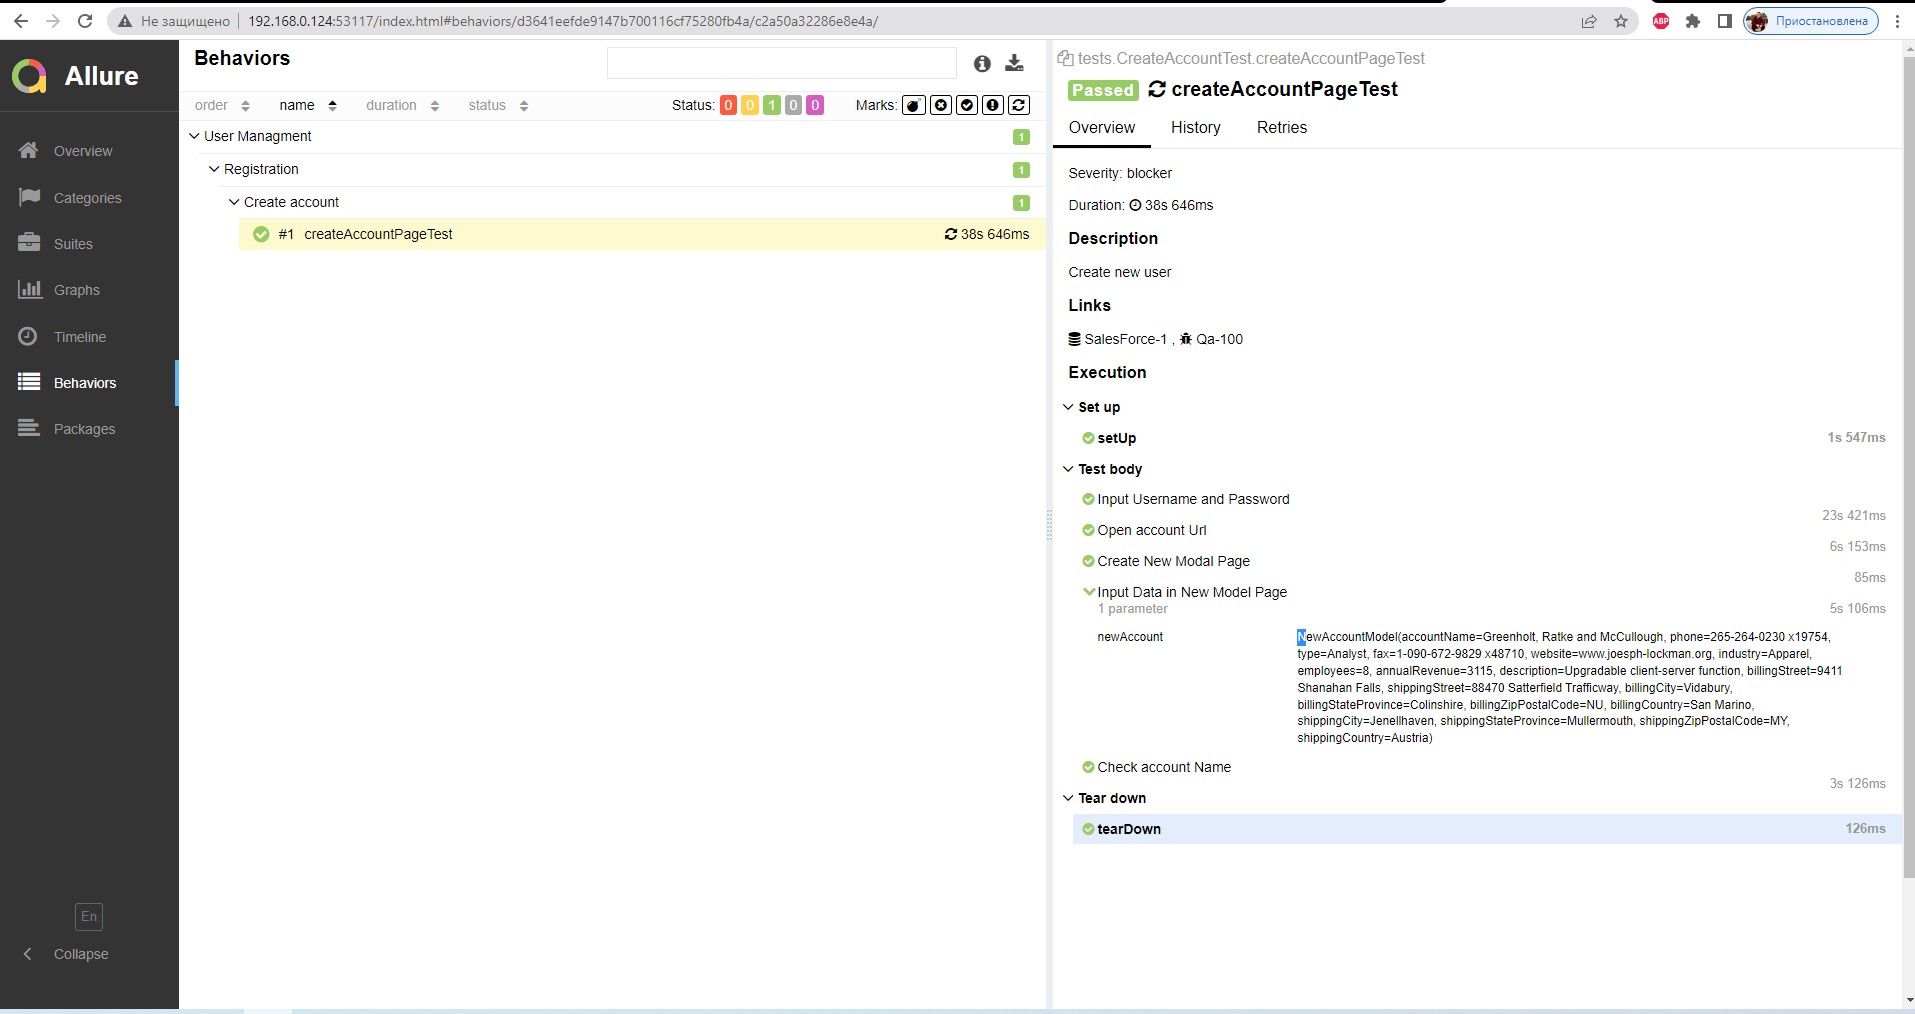 Не защищено
192.168.0.124:53117/index.html#behaviors/d3641eefde9147b700116cf75280fb4a/c2a50a32286e8e4a/
ABP
Приостановлена
Allure
Overview
Categories
Suites
Graphs
Timeline
Behaviors
Packages
En
Collapse
Behaviors
order name duration status
Status: 0 0 1 0 0 Marks:
User Managment 1
Registration 1
Create account 1
#1 createAccountPageTest 38s 646ms
tests.CreateAccountTest.createAccountPageTest
Passed createAccountPageTest
Overview History Retries
Severity: blocker
Duration: 38s 646ms
Description
Create new user
Links
SalesForce-1 , Qa-100
Execution
Set up
setUp 1s 547ms
Test body
Input Username and Password
23s 421ms
Open account Url
6s 153ms
Create New Modal Page
85ms
Input Data in New Model Page
1 parameter 5s 106ms
newAccount
NewAccountModel(accountName=Greenholt, Ratke and McCullough, phone=265-264-0230 x19754,
type=Analyst, fax=1-090-672-9829 x48710, website=www.joesph-lockman.org, industry=Apparel,
employees=8, annualRevenue=3115, description=Upgradable client-server function, billingStreet=9411
Shanahan Falls, shippingStreet=88470 Satterfield Trafficway, billingCity=Vidabury,
billingStateProvince=Colinshire, billingZipPostalCode=NU, billingCountry=San Marino,
shippingCity=Jenellhaven, shippingStateProvince=Mullermouth, shippingZipPostalCode=MY,
shippingCountry=Austria)
Check account Name
3s 126ms
Tear down
tearDown 126ms